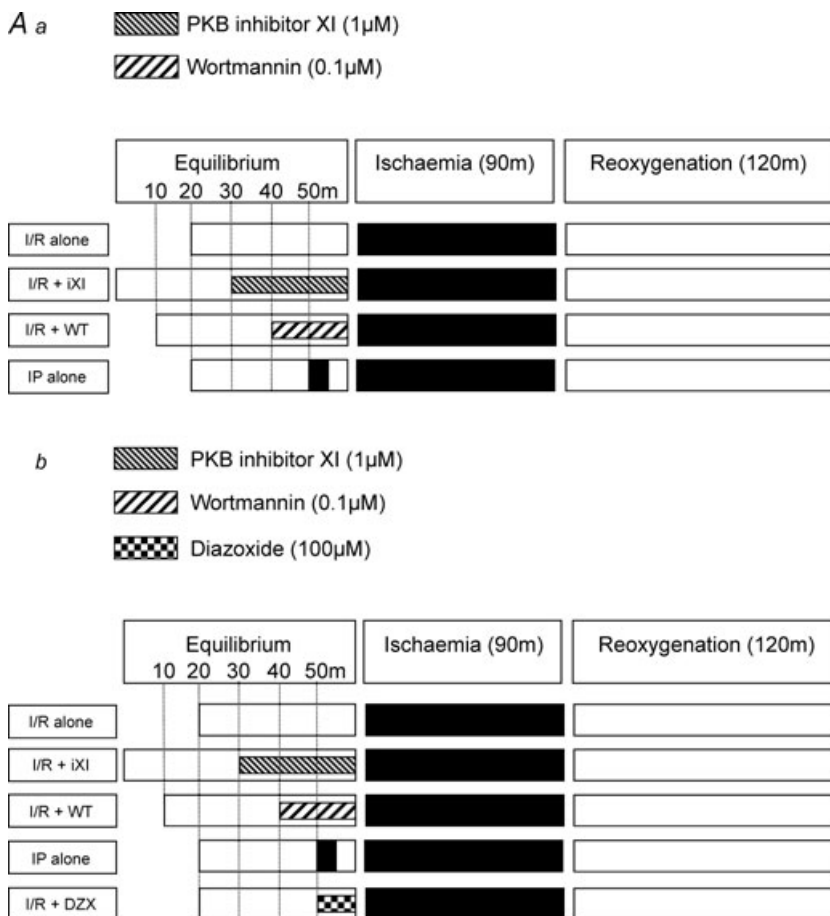 A a
PKB inhibitor XI (1µM)
Wortmannin (0.1µM)
Equilibrium
Ischaemia (90m)
Reoxygenation (120m)
10 20 30 40 50m
I/R alone
I/R + iXI
I/R + WT
IP alone
b
PKB inhibitor XI (1µM)
Wortmannin (0.1µM)
Diazoxide (100µM)
Equilibrium
Ischaemia (90m)
Reoxygenation (120m)
10 20 30 40 50m
I/R alone
I/R + iXI
I/R + WT
IP alone
I/R + DZX